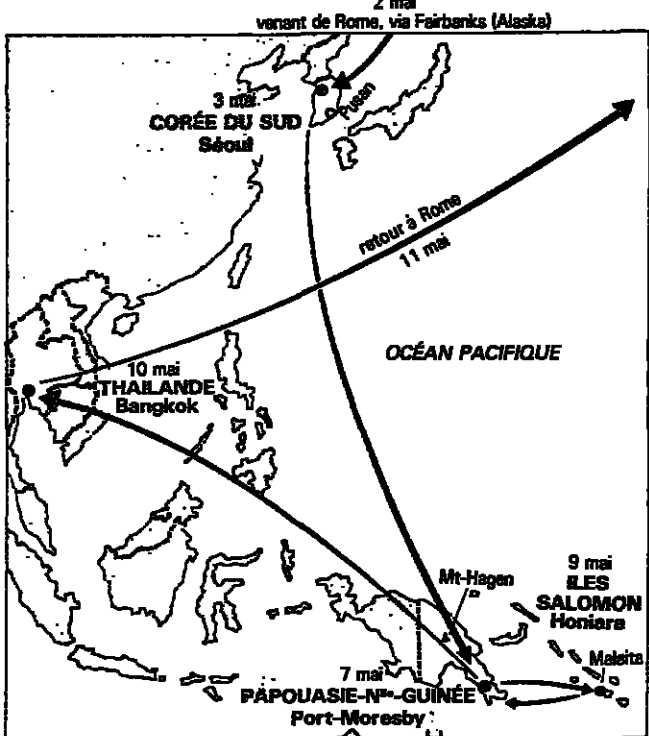 2 mai
venant de Rome, via Fairbanks (Alaska)
3 mai
CORÉE DU SUD
Séoul
Pusan
retour à Rome
11 mai
OCÉAN PACIFIQUE
10 mai
THAILANDE
Bangkok
Mt-Hagen
9 mai
ILES
SALOMON
Honiara
Malaita
7 mai
PAPOUASIE-Nlle-GUINÉE
Port-Moresby